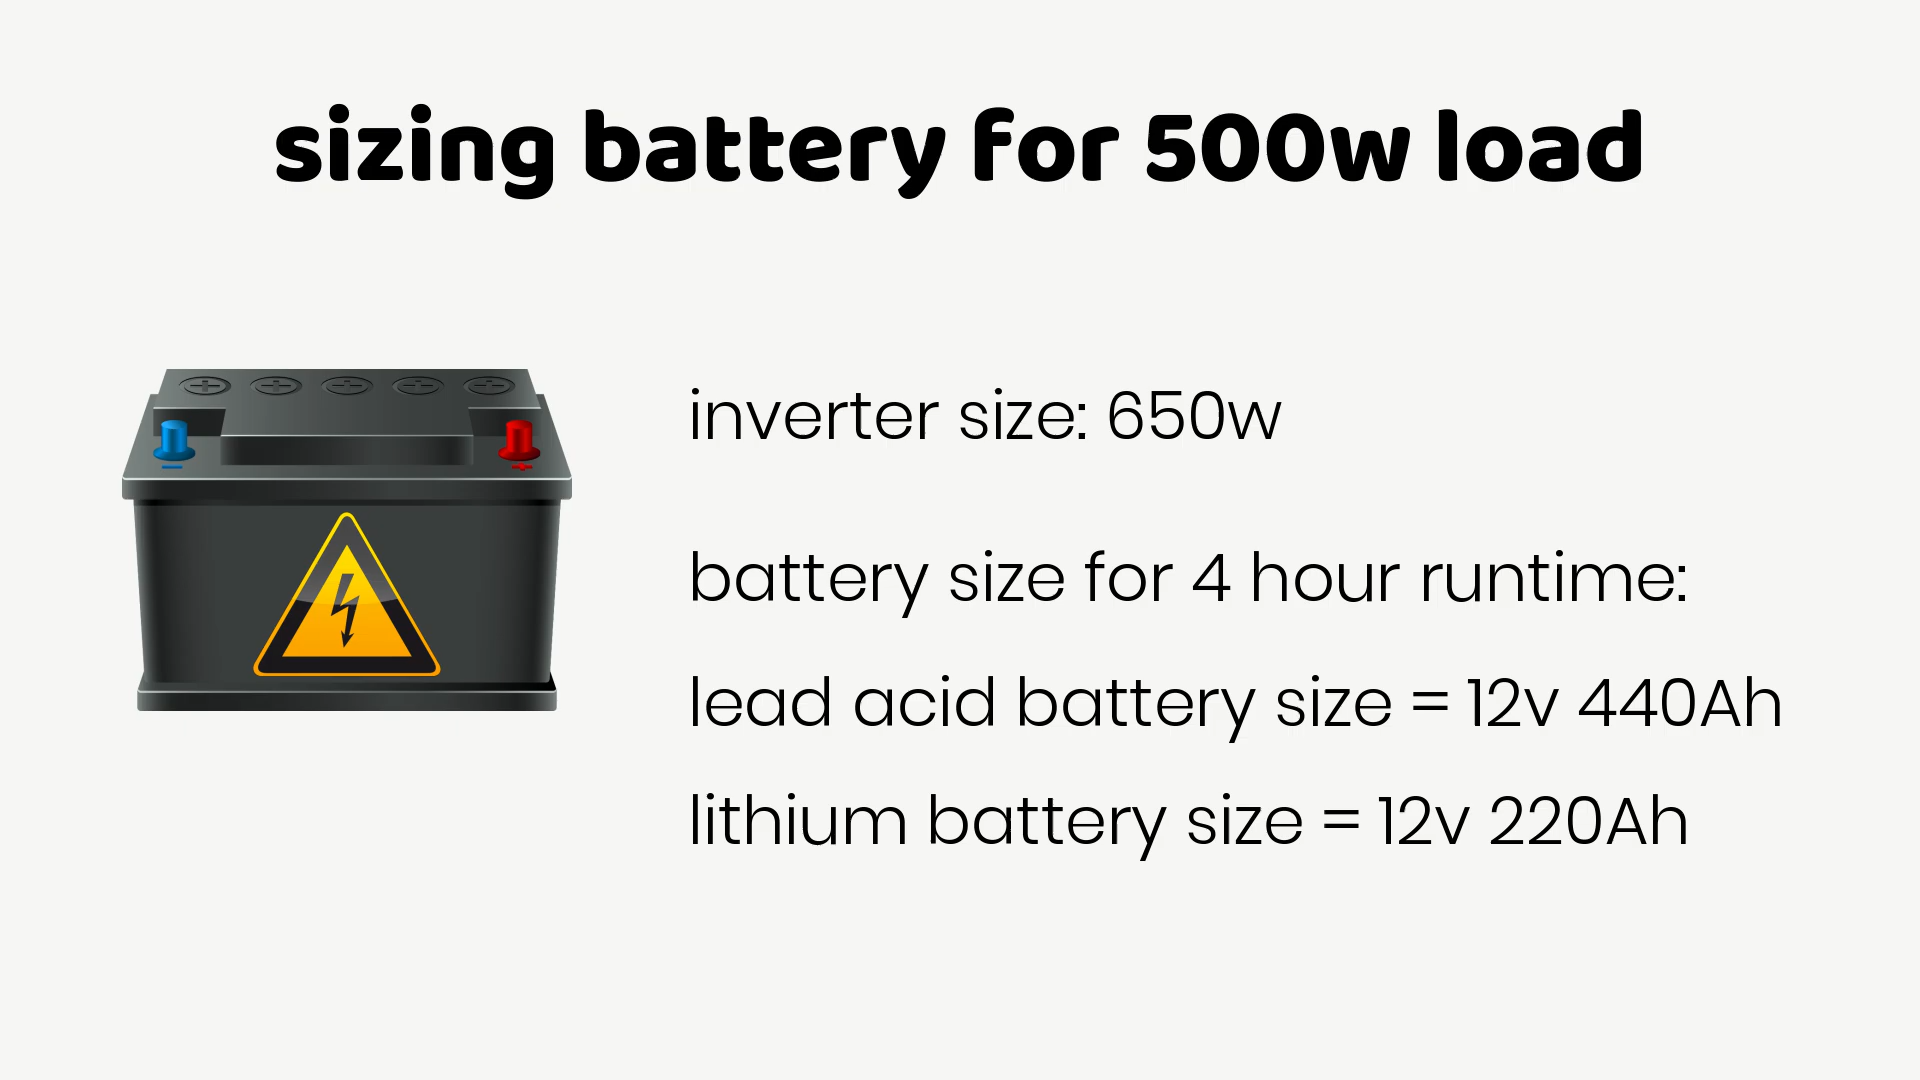 sizing battery for 500w load
inverter size: 650w
battery size for 4 hour runtime:
lead acid battery size = 12v 440Ah
lithium battery size = 12v 220Ah